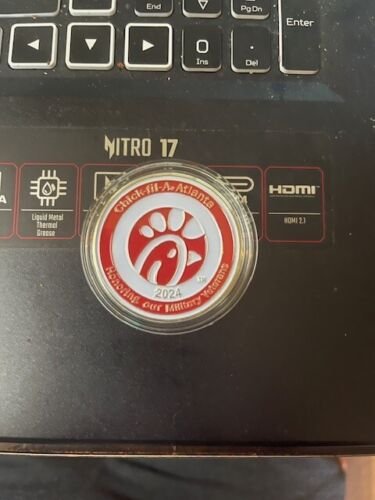 End
PgDn
Enter
0
Ins
.
Del
NITRO 17
Liquid Metal
Thermal
Grease
HDMI
HDMI 2.1
Chick-fil-A Atlanta
TM
2024
Honoring our Military Veterans